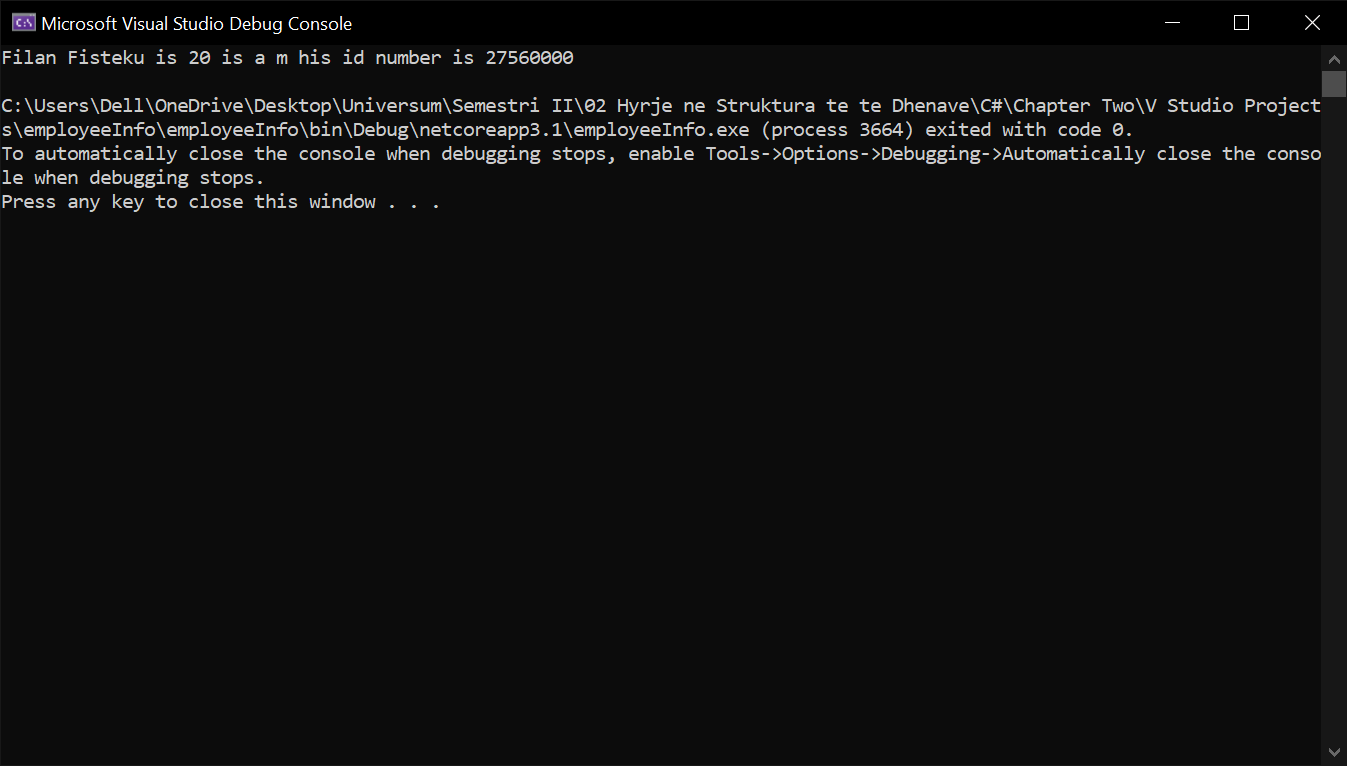 Microsoft Visual Studio Debug Console
Filan Fisteku is 20 is a m his id number is 27560000
C:\Users\Dell\OneDrive\Desktop\Universum\Semestri II\02 Hyrje ne Struktura te te Dhenave\C#\Chapter Two\V Studio Project
s\employeeInfo\employeeInfo\bin\Debug\netcoreapp3.1\employeeInfo.exe (process 3664) exited with code 0.
To automatically close the console when debugging stops, enable Tools->Options->Debugging->Automatically close the conso
le when debugging stops.
Press any key to close this window . . .